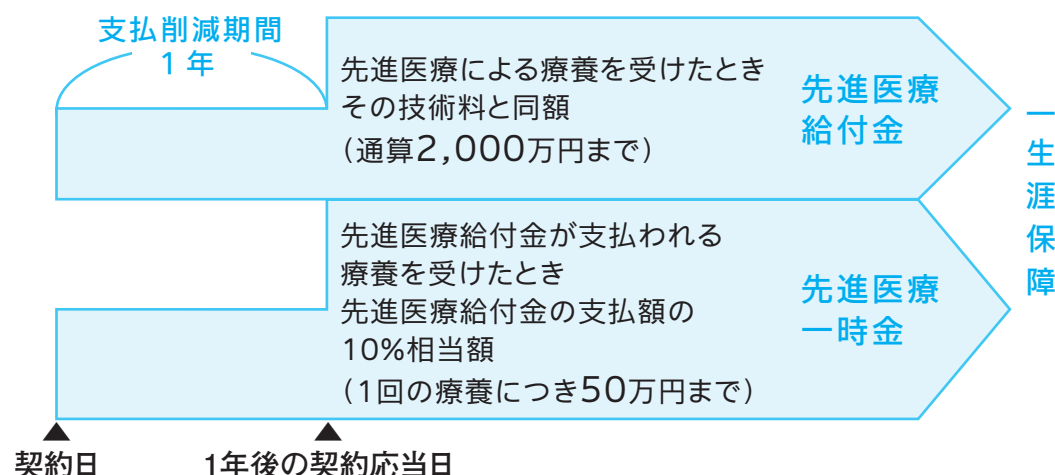 支払削減期間
1年
先進医療による療養を受けたとき
その技術料と同額
（通算2,000万円まで）
先進医療
給付金
先進医療給付金が支払われる
療養を受けたとき
先進医療給付金の支払額の
10%相当額
（1回の療養につき50万円まで）
先進医療
一時金
一生涯保障
契約日
1年後の契約応当日